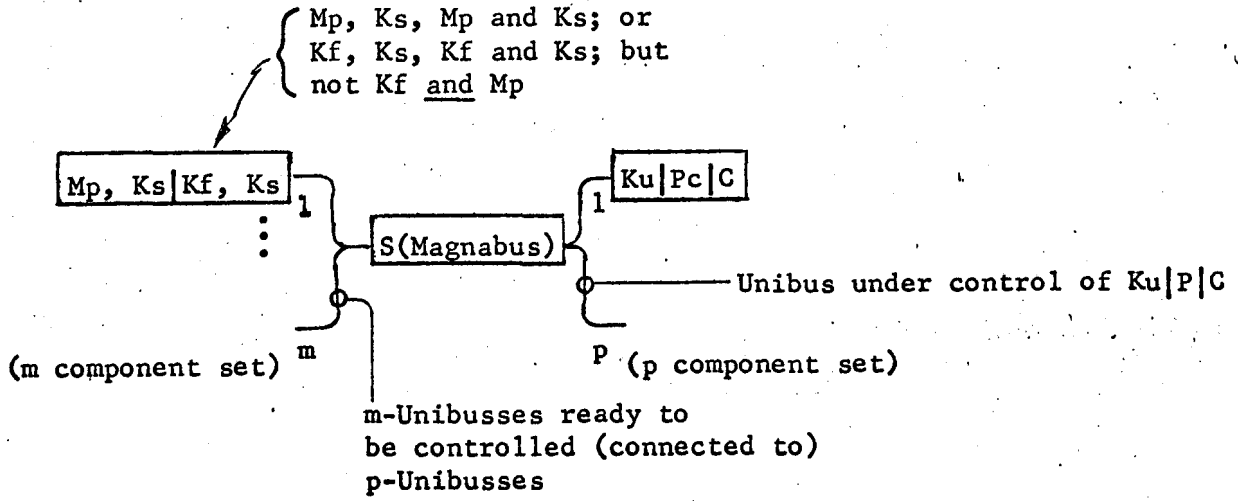 Mp, Ks, Mp and Ks; or
Kf, Ks, Kf and Ks; but
not Kf and Mp
Mp, Ks|Kf, Ks
1
S(Magnabus)
Ku|Pc|C
1
Unibus under control of Ku|P|C
m
(m component set)
p
(p component set)
m-Unibusses ready to
be controlled (connected to)
p-Unibusses